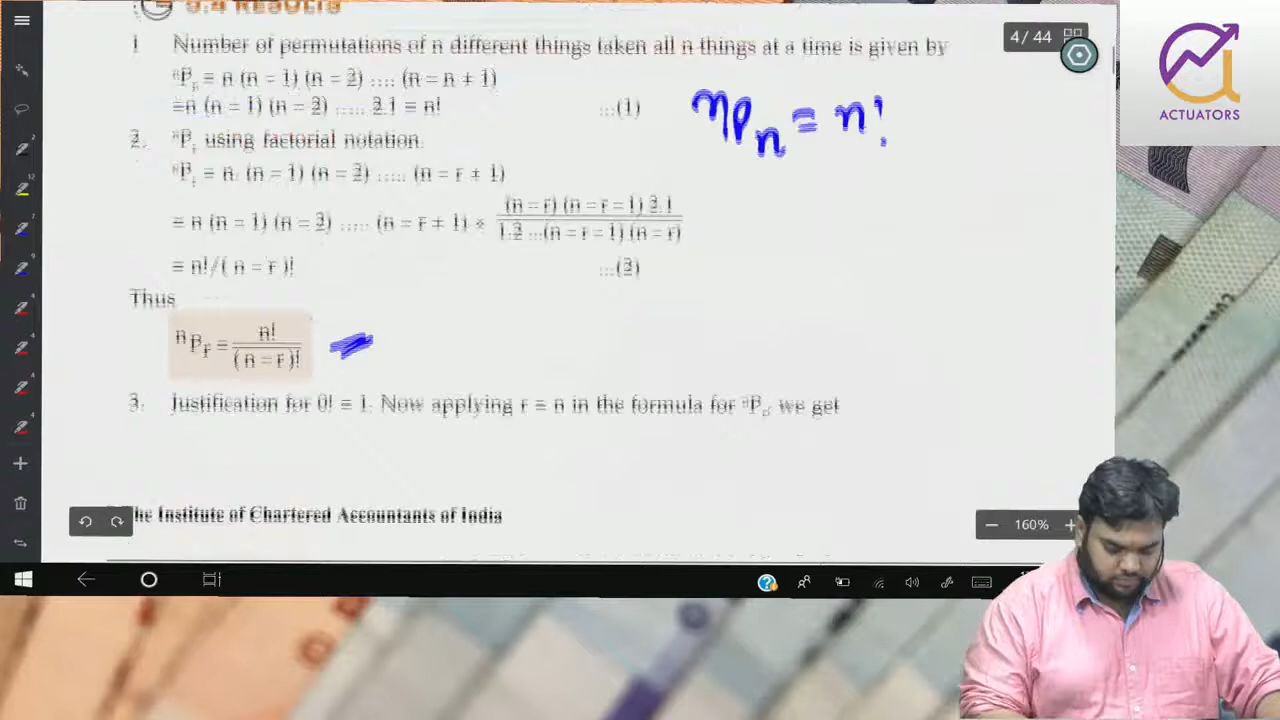 5.4 RESULTS
4 / 44
1 Number of permutations of n different things taken all n things at a time is given by
ⁿPₙ = n (n – 1) (n – 2) .... (n – n + 1)
=n (n – 1) (n – 2) ..... 2.1 = n! ...(1)
nPn = n!
2. ⁿPᵣ using factorial notation.
ⁿPᵣ = n. (n – 1) (n – 2) ..... (n – r + 1)
= n (n – 1) (n – 2) ..... (n – r + 1) × (n – r) (n – r – 1) 2.1
1.2 ...(n – r – 1) (n – r)
= n!/( n – r )! ...(2)
Thus
ⁿPᵣ = n!
( n – r )!
3. Justification for 0! = 1. Now applying r = n in the formula for ⁿPᵣ, we get
The Institute of Chartered Accountants of India
160%
ACTUATORS